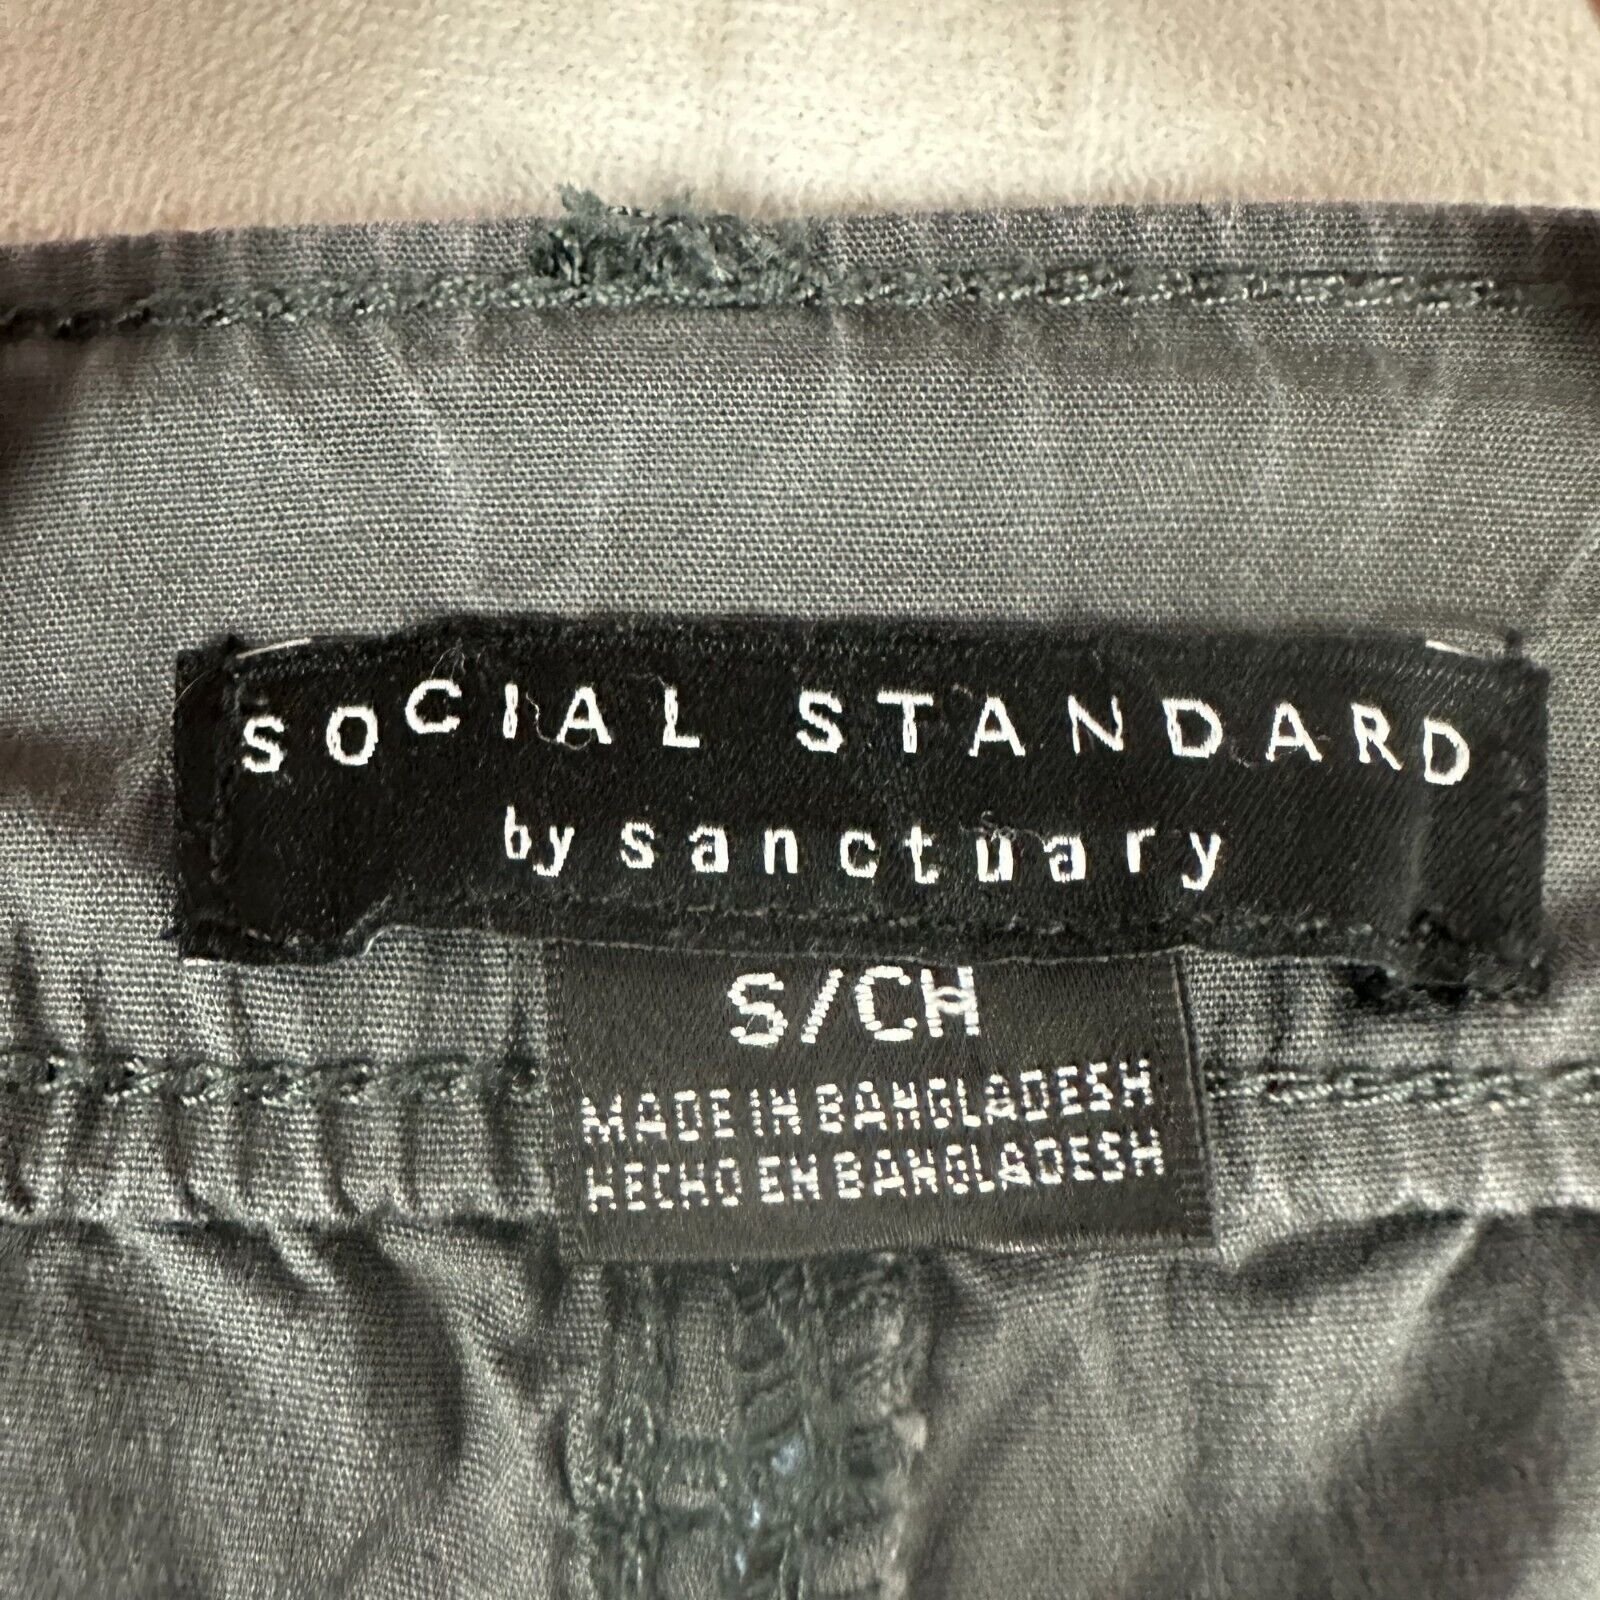 SOCIAL STANDARD
by sanctuary
S/CH
MADE IN BANGLADESH
HECHO EN BANGLADESH